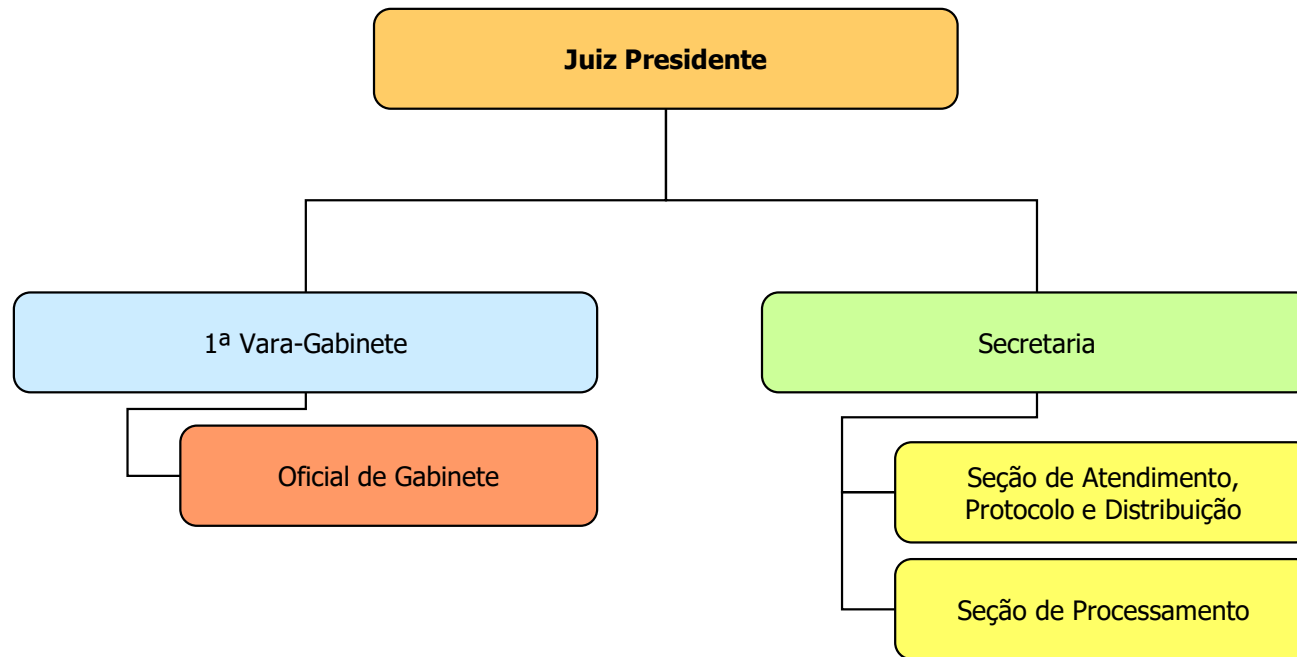 Juiz Presidente
1ª Vara-Gabinete
Secretaria
Oficial de Gabinete
Seção de Atendimento,
Protocolo e Distribuição
Seção de Processamento